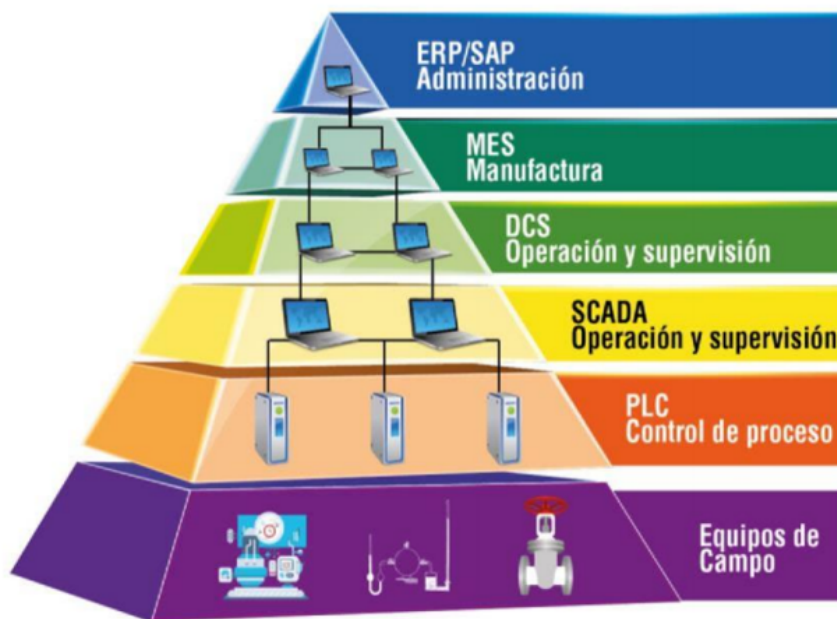 ERP/SAP
Administración
MES
Manufactura
DCS
Operación y supervisión
SCADA
Operación y supervisión
PLC
Control de proceso
Equipos de
Campo